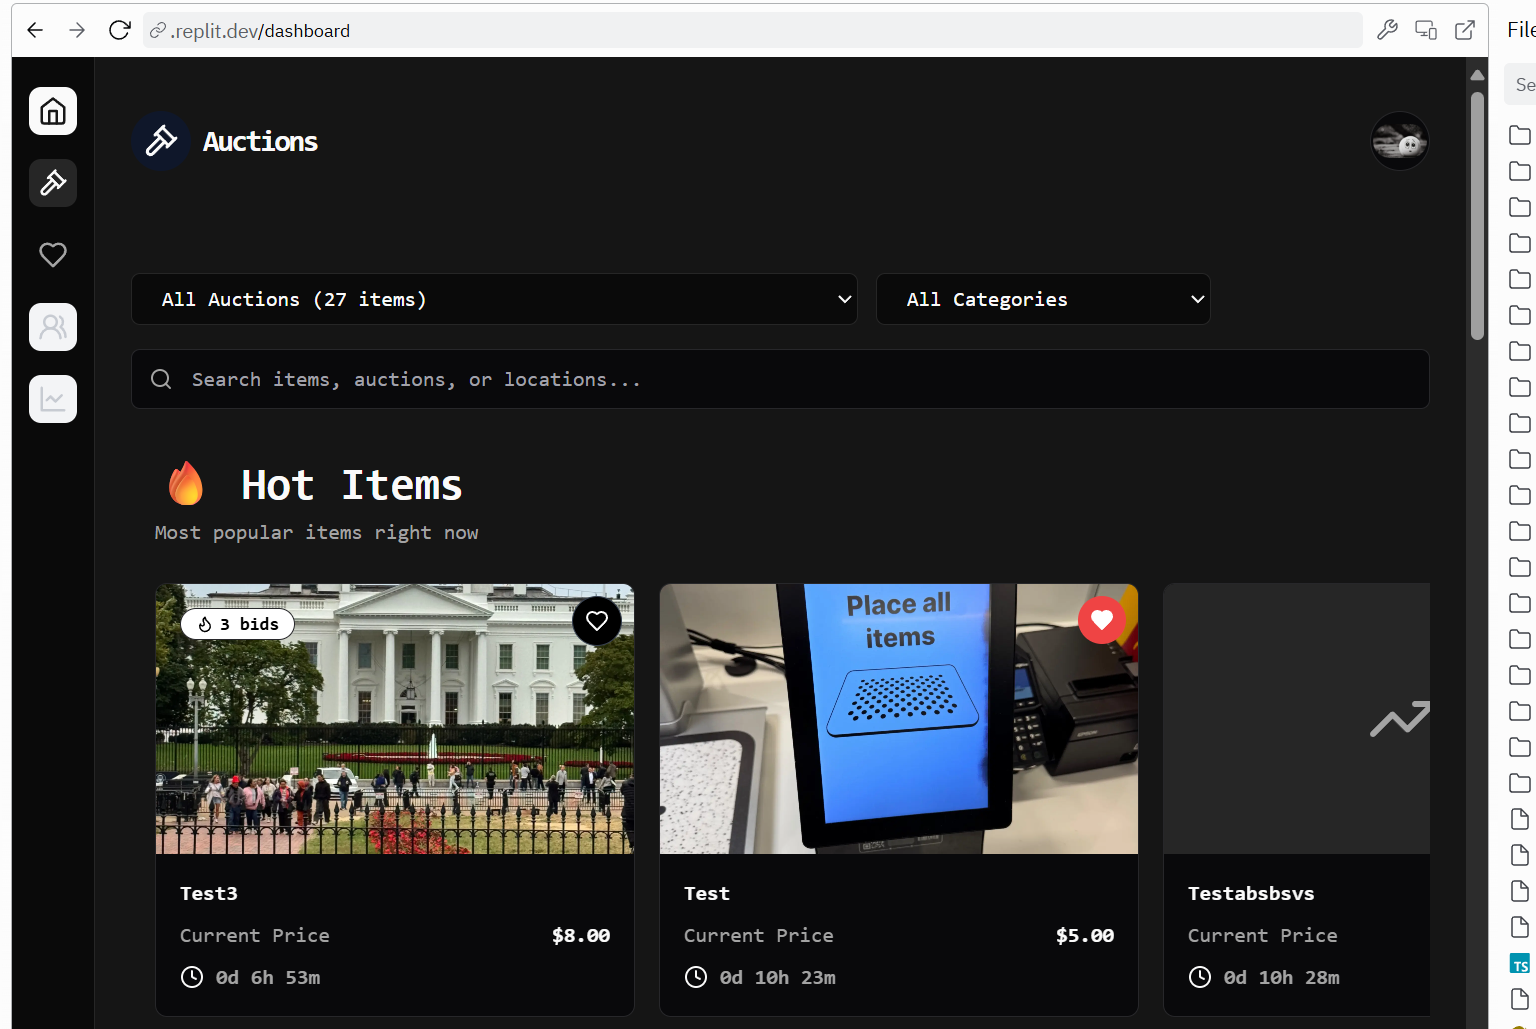 .replit.dev/dashboard
File
Se
Auctions
All Auctions (27 items)
All Categories
Search items, auctions, or locations...
🔥 Hot Items
Most popular items right now
3 bids
Place all
items
Test3
Current Price
$8.00
0d 6h 53m
Test
Current Price
$5.00
0d 10h 23m
Testabsbsvs
Current Price
0d 10h 28m
TS